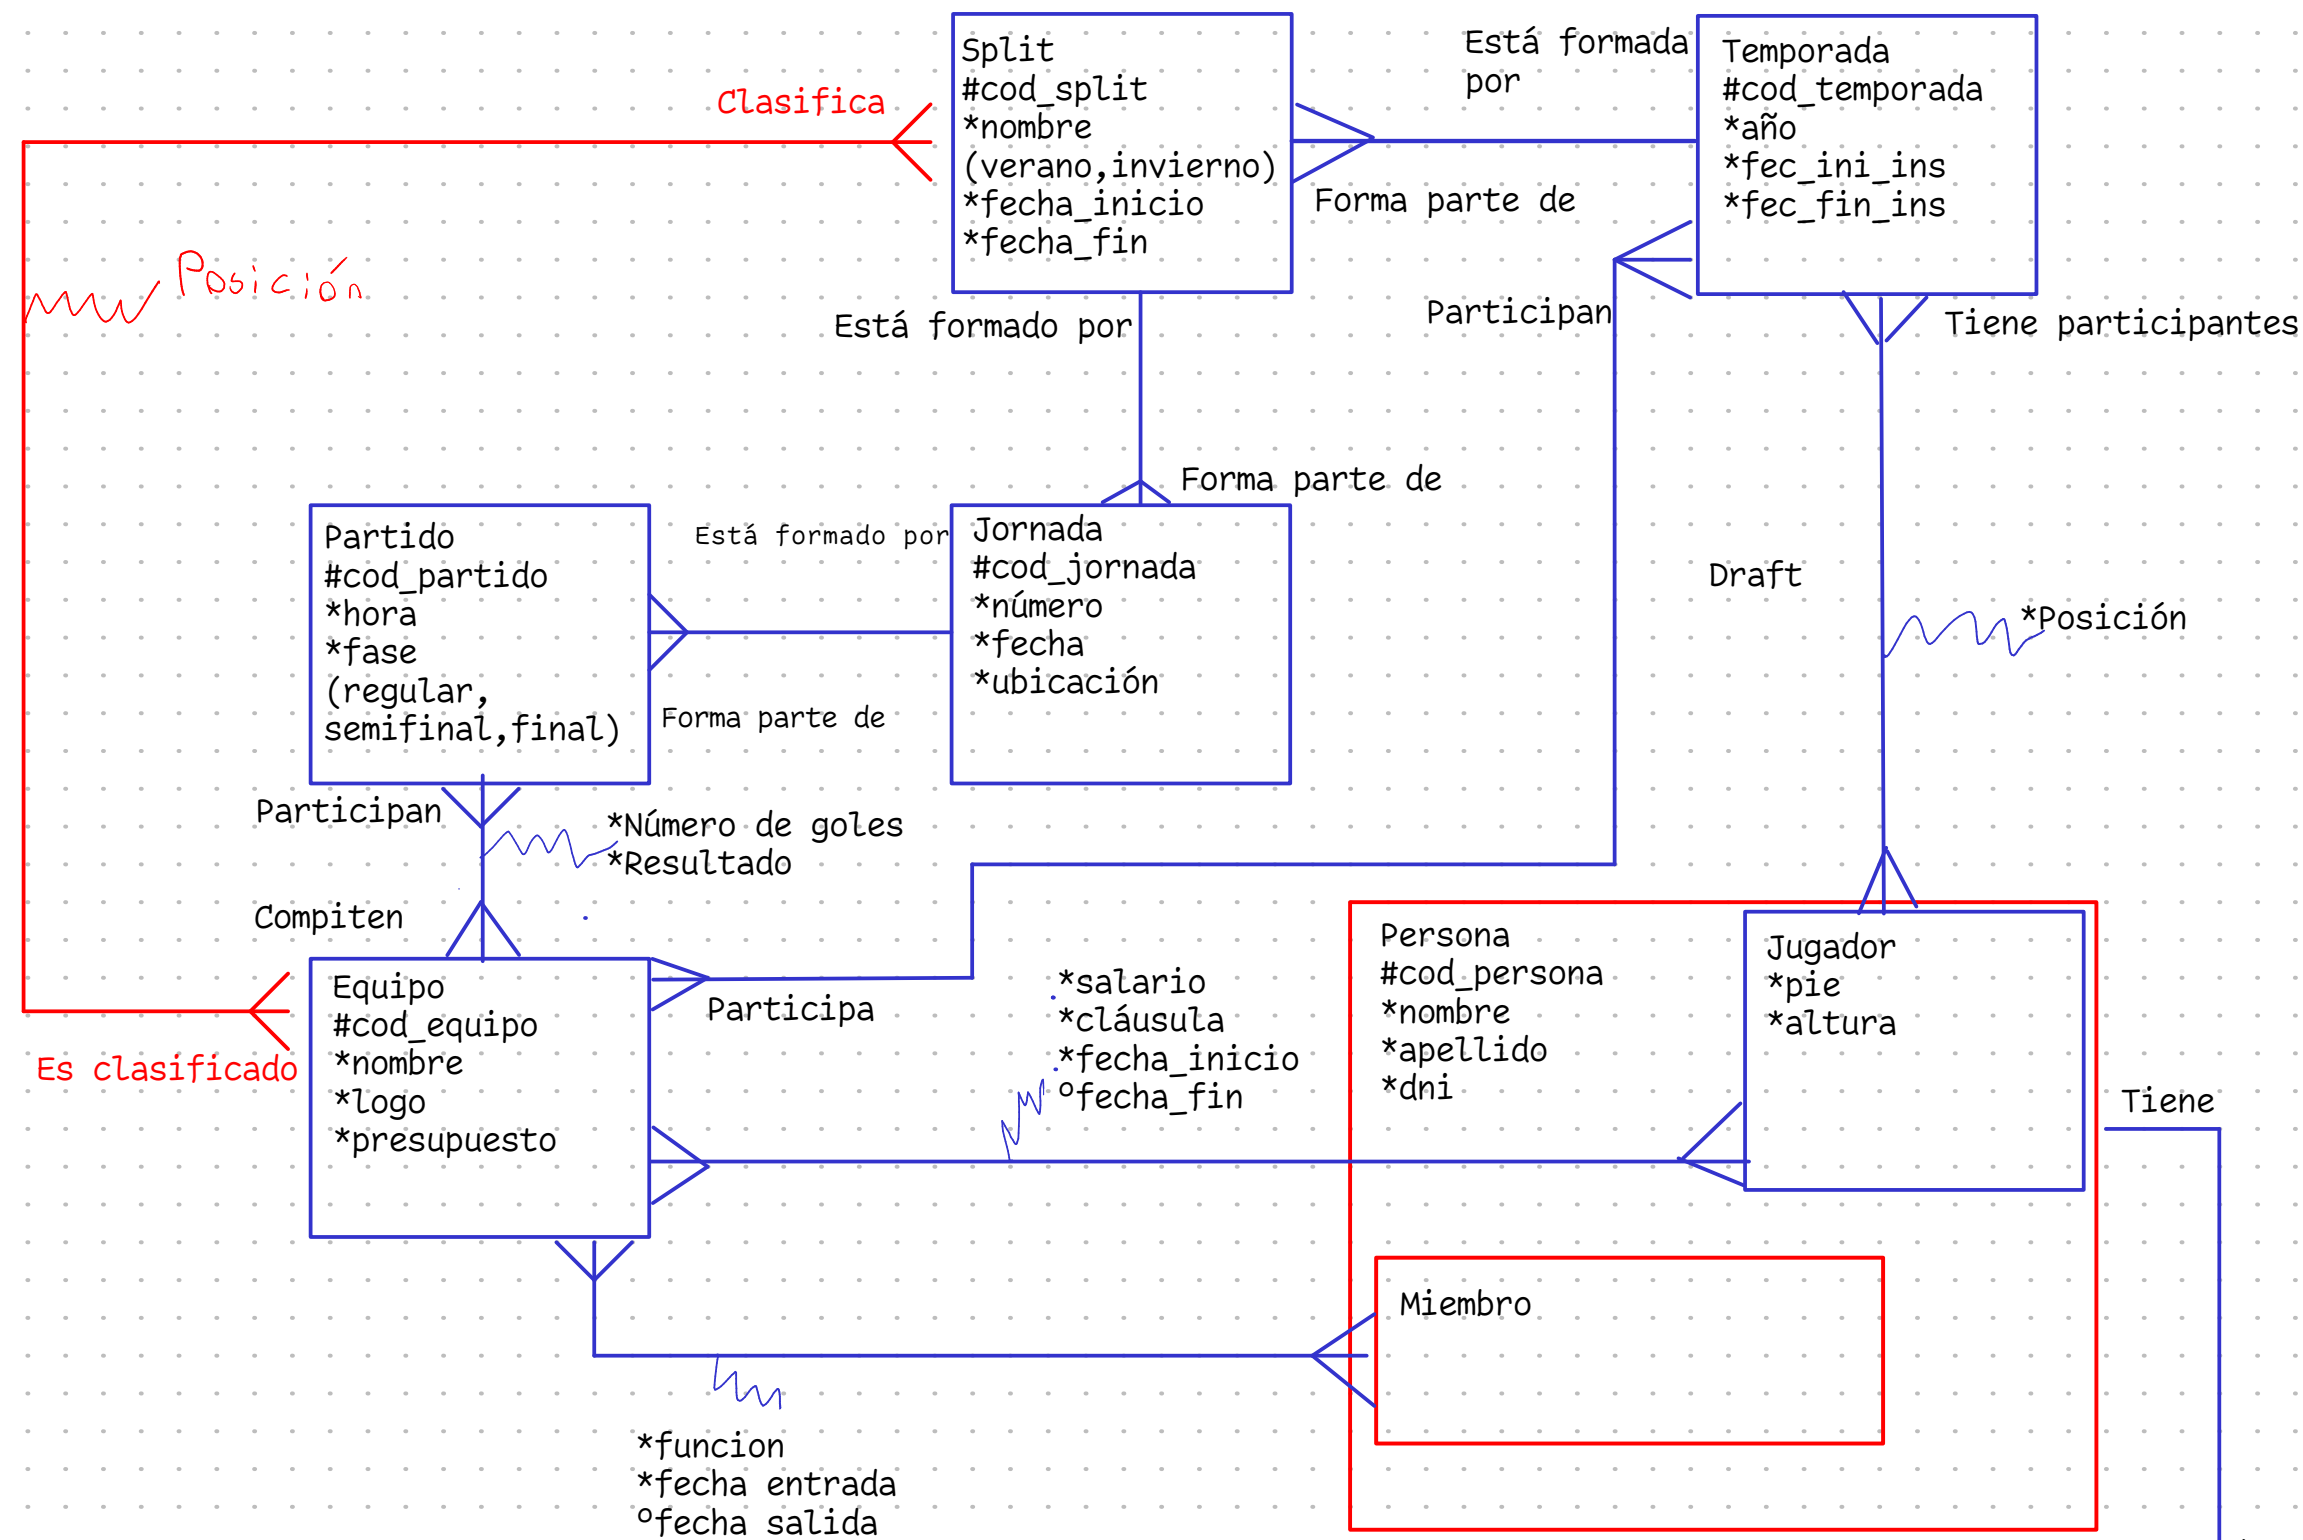 Split
#cod_split
*nombre
(verano,invierno)
*fecha_inicio
*fecha_fin
Está formada
por
Temporada
#cod_temporada
*año
*fec_ini_ins
*fec_fin_ins
Clasifica
Forma parte de
Posición
Está formado por
Participan
Tiene participantes
Forma parte de
Partido
#cod_partido
*hora
*fase
(regular,
semifinal,final)
Está formado por
Forma parte de
Jornada
#cod_jornada
*número
*fecha
*ubicación
Draft
*Posición
Participan
*Número de goles
*Resultado
Compiten
Equipo
#cod_equipo
*nombre
*logo
*presupuesto
Participa
Es clasificado
*salario
*cláusula
*fecha_inicio
ºfecha_fin
Persona
#cod_persona
*nombre
*apellido
*dni
Jugador
*pie
*altura
Tiene
Miembro
*funcion
*fecha entrada
ºfecha salida